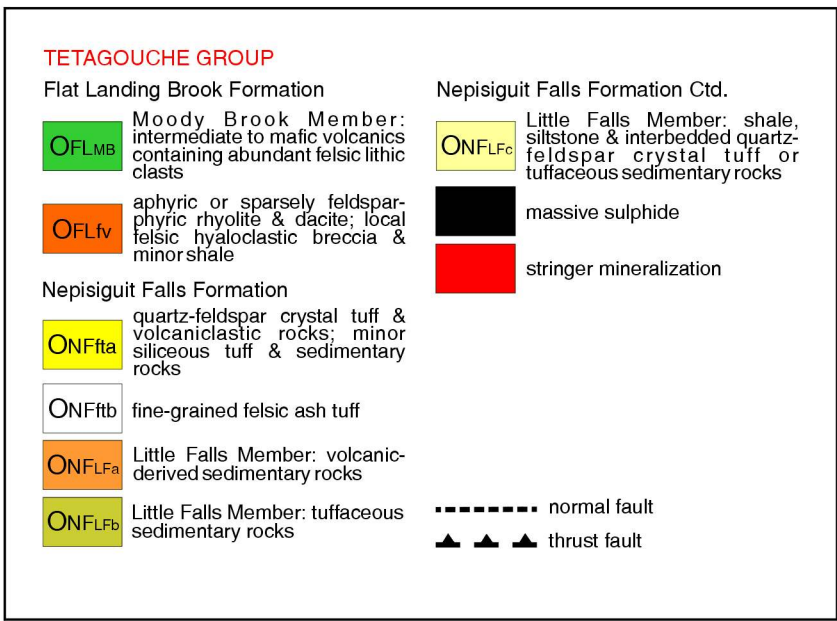 TETAGOUCHE GROUP
Flat Landing Brook Formation
OFLMB
Moody Brook Member:
intermediate to mafic volcanics
containing abundant felsic lithic
clasts
OFLfv
aphyric or sparsely feldspar-
phyric rhyolite & dacite; local
felsic hyaloclastic breccia &
minor shale
Nepisiguit Falls Formation
ONFfta
quartz-feldspar crystal tuff &
volcaniclastic rocks; minor
siliceous tuff & sedimentary
rocks
ONFftb
fine-grained felsic ash tuff
ONFLFa
Little Falls Member: volcanic-
derived sedimentary rocks
ONFLFb
Little Falls Member: tuffaceous
sedimentary rocks
Nepisiguit Falls Formation Ctd.
ONFLFc
Little Falls Member: shale,
siltstone & interbedded quartz-
feldspar crystal tuff or
tuffaceous sedimentary rocks
massive sulphide
stringer mineralization
normal fault
thrust fault